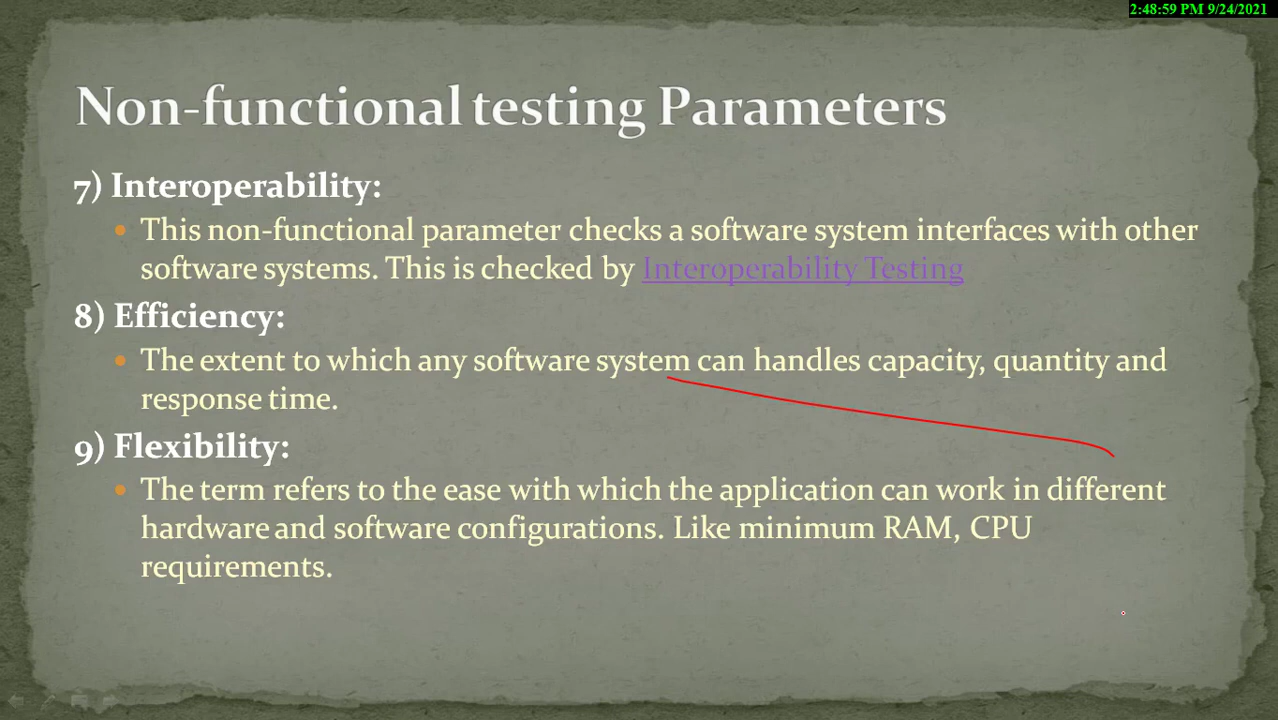 2:48:59 PM 9/24/2021
Non-functional testing Parameters
7) Interoperability:
This non-functional parameter checks a software system interfaces with other
software systems. This is checked by Interoperability Testing
8) Efficiency:
The extent to which any software system can handles capacity, quantity and
response time.
9) Flexibility:
The term refers to the ease with which the application can work in different
hardware and software configurations. Like minimum RAM, CPU
requirements.